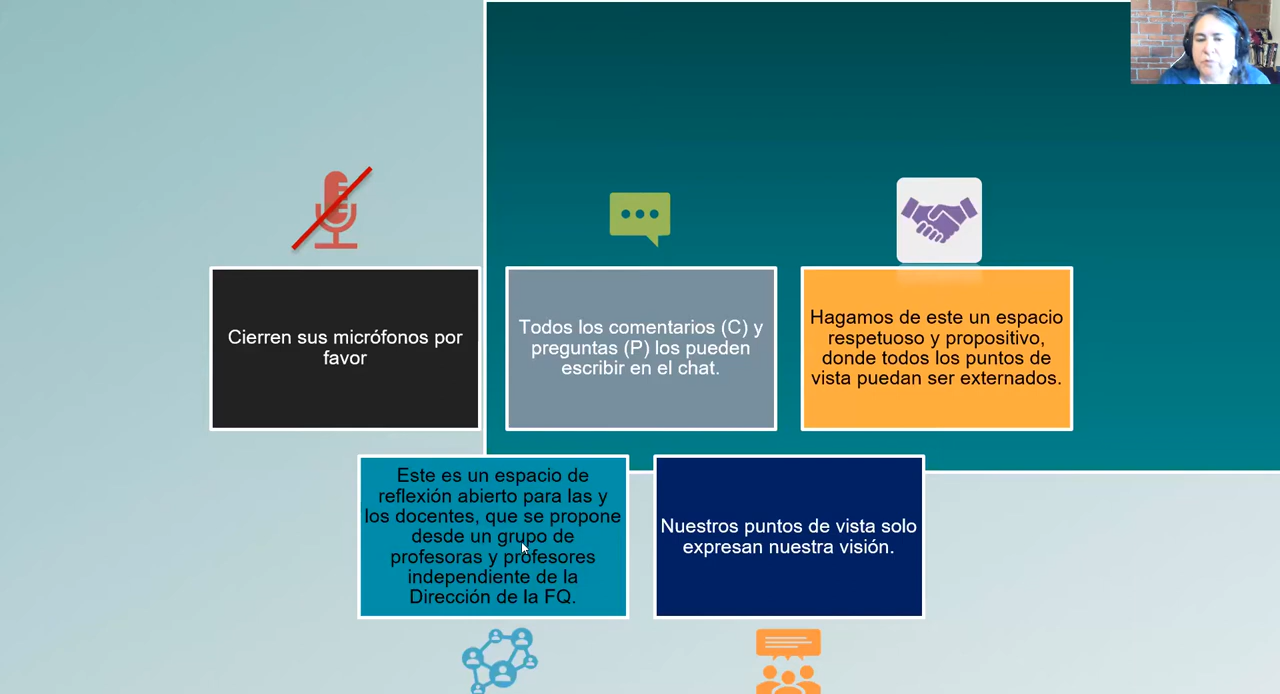 Cierren sus micrófonos por
favor
Todos los comentarios (C) y
preguntas (P) los pueden
escribir en el chat.
Hagamos de este un espacio
respetuoso y propositivo,
donde todos los puntos de
vista puedan ser externados.
Este es un espacio de
reflexión abierto para las y
los docentes, que se propone
desde un grupo de
profesoras y profesores
independiente de la
Dirección de la FQ.
Nuestros puntos de vista solo
expresan nuestra visión.